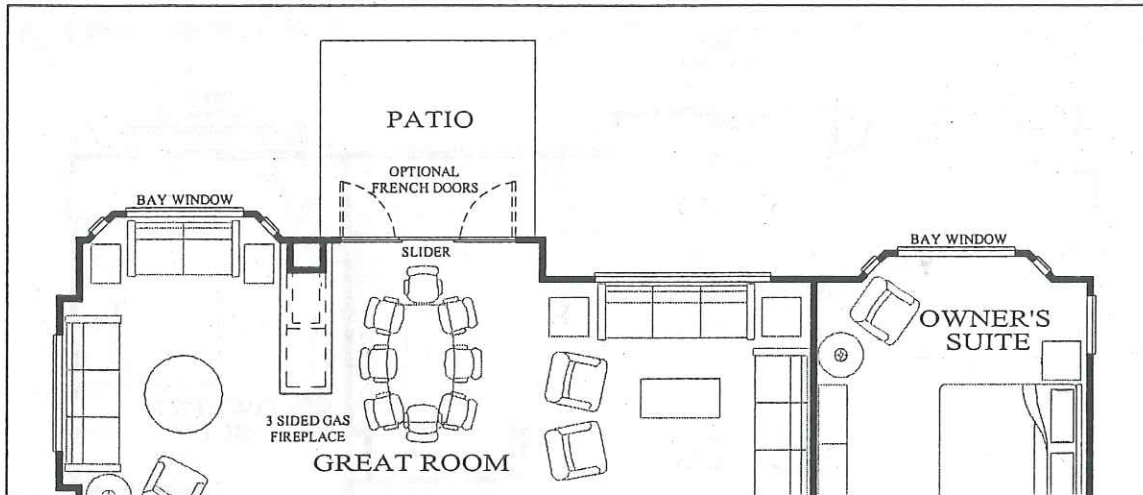 PATIO
OPTIONAL
FRENCH DOORS
BAY WINDOW
SLIDER
BAY WINDOW
OWNER'S
SUITE
3 SIDED GAS
FIREPLACE
GREAT ROOM